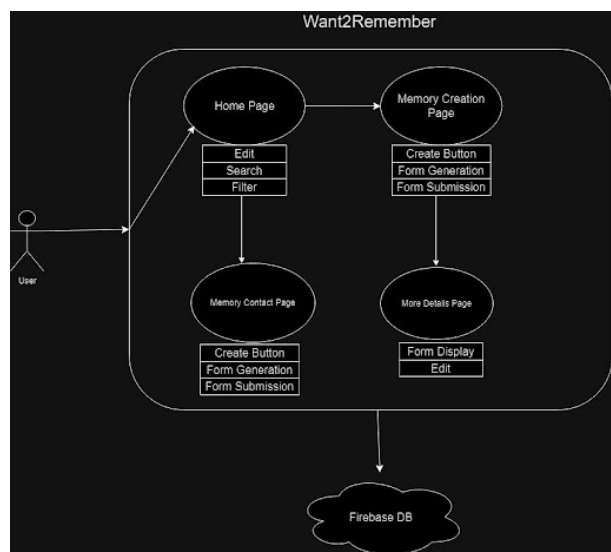 Want2Remember
Home Page
Edit
Search
Filter
Memory Creation
Page
Create Button
Form Generation
Form Submission
User
Memory Contact Page
Create Button
Form Generation
Form Submission
More Details Page
Form Display
Edit
Firebase DB